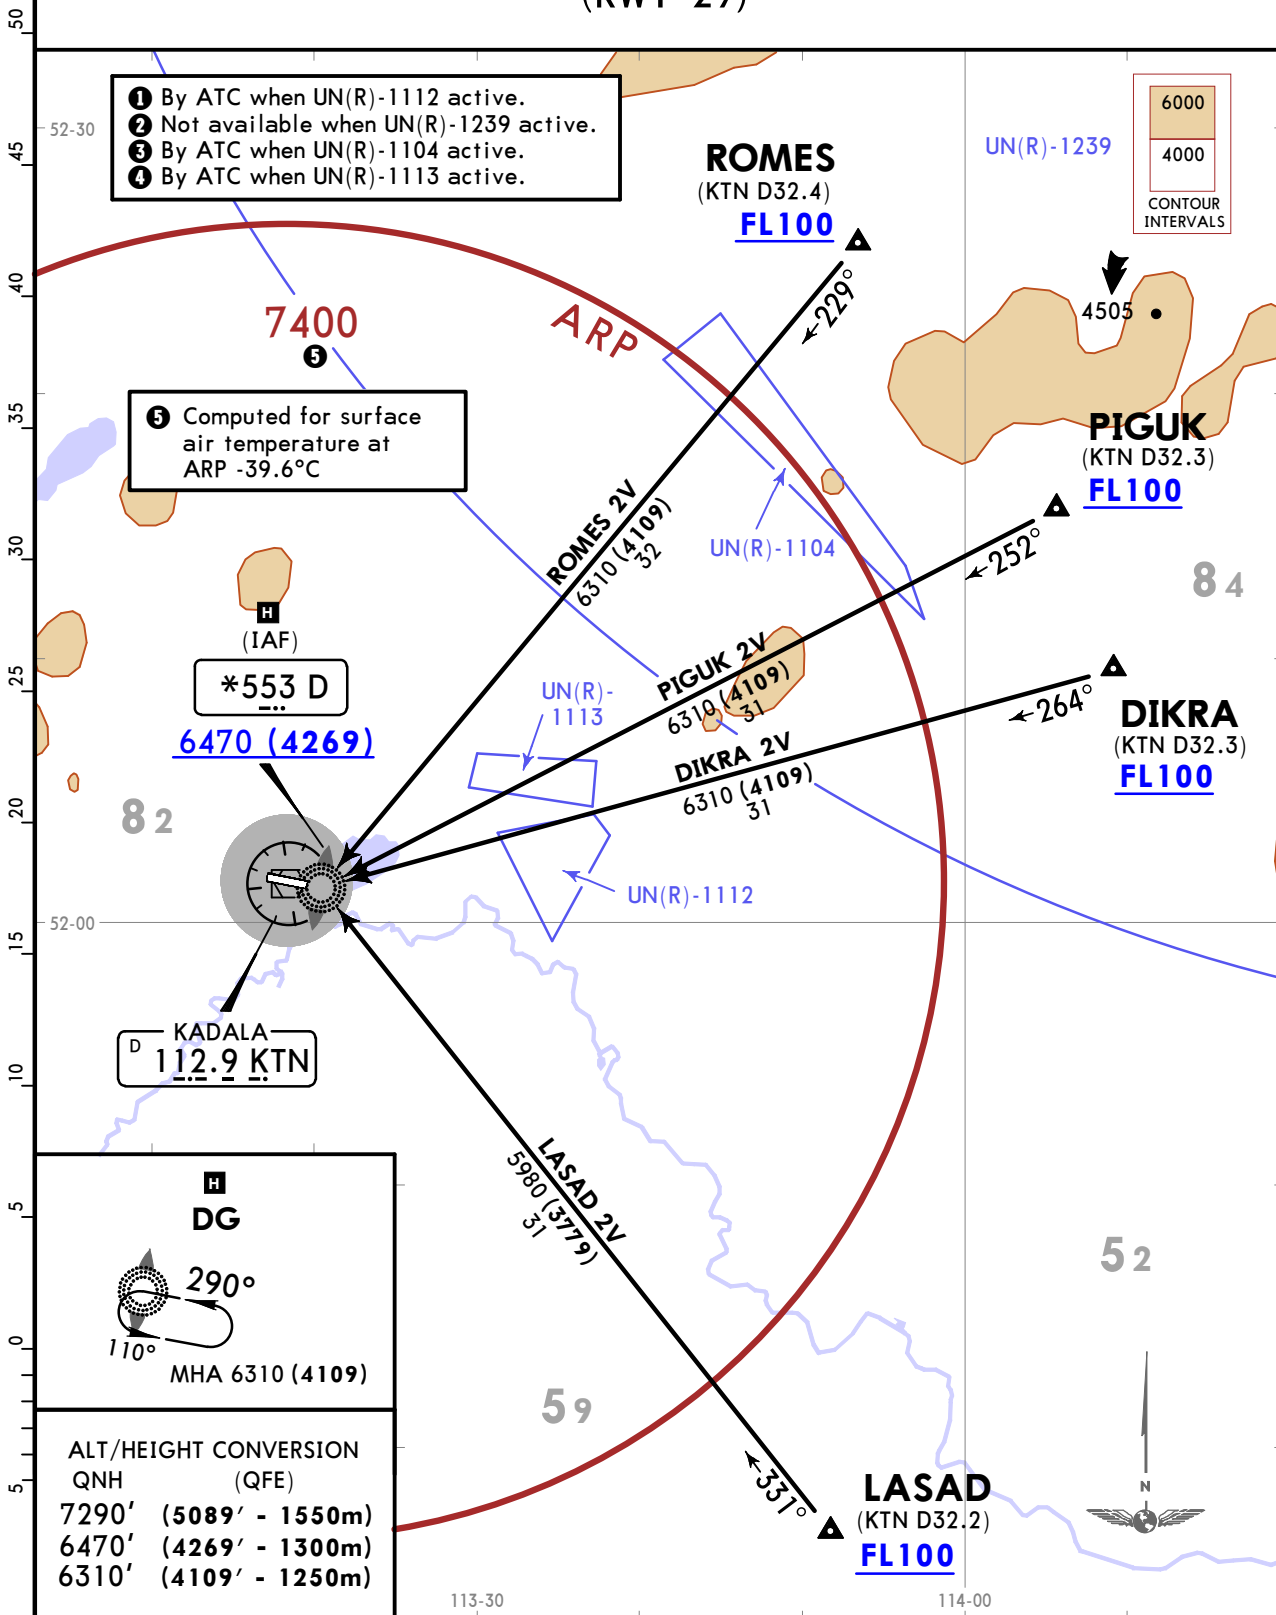 (RWY 29)
50
45
40
35
30
25
20
15
10
5
0
5
❶ By ATC when UN(R)-1112 active.
❷ Not available when UN(R)-1239 active.
❸ By ATC when UN(R)-1104 active.
❹ By ATC when UN(R)-1113 active.
52-30
ROMES
(KTN D32.4)
FL100
UN(R)-1239
6000
4000
CONTOUR
INTERVALS
←229°
ARP
7400
❺
4505
❺ Computed for surface
air temperature at
ARP -39.6°C
PIGUK
(KTN D32.3)
FL100
ROMES 2V
6310 (4109)
32
UN(R)-1104
←252°
84
H
(IAF)
*553 D
6470 (4269)
UN(R)-
1113
PIGUK 2V
6310 (4109)
31
←264°
DIKRA
(KTN D32.3)
FL100
DIKRA 2V
6310 (4109)
31
82
UN(R)-1112
52-00
KADALA
D 112.9 KTN
LASAD 2V
5980 (3779)
31
H
DG
290°
110°
MHA 6310 (4109)
52
59
←331°
LASAD
(KTN D32.2)
FL100
N
ALT/HEIGHT CONVERSION
QNH (QFE)
7290' (5089' - 1550m)
6470' (4269' - 1300m)
6310' (4109' - 1250m)
113-30
114-00